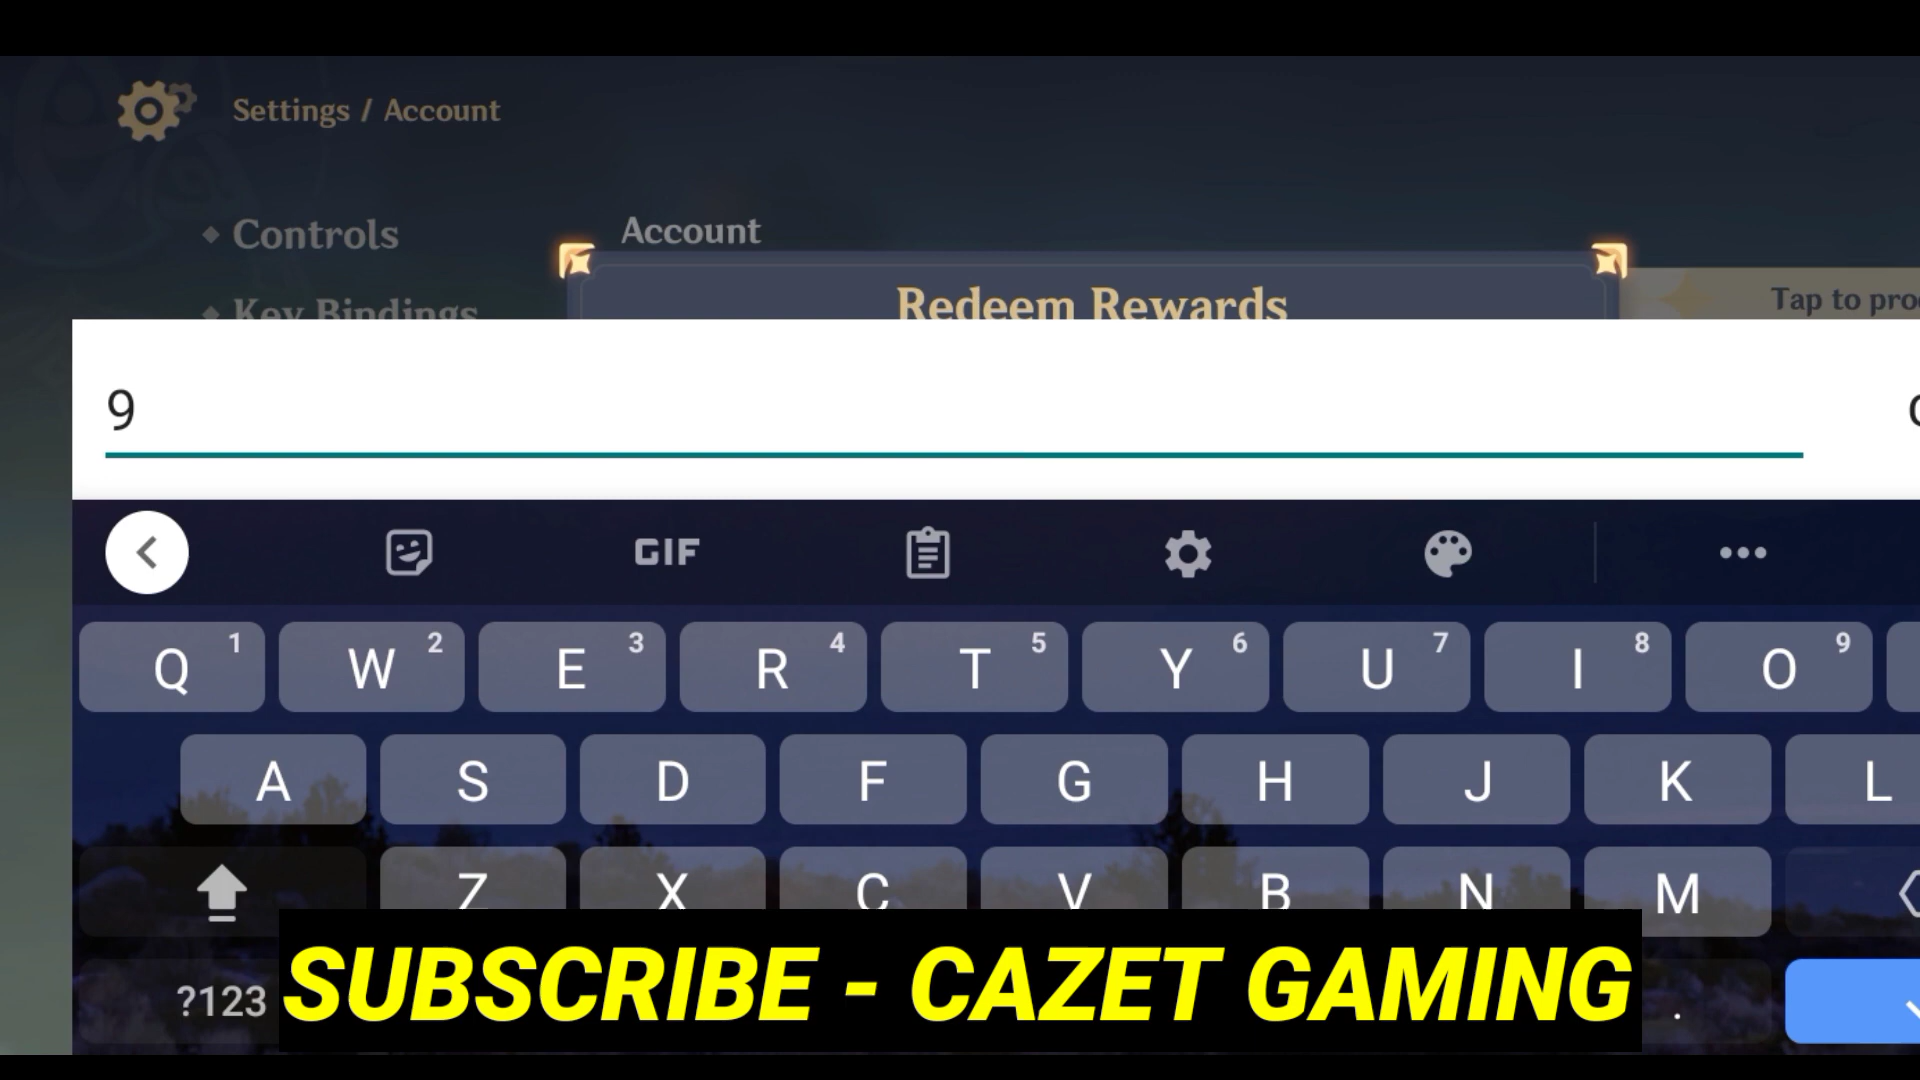 Settings / Account
Controls
Account
Key Bindings
Redeem Rewards
Tap to
9
GIF
Q 1 W 2 E 3 R 4 T 5 Y 6 U 7 I 8 O 9
A S D F G H J K L
Z X C V B N M
?123 .
SUBSCRIBE - CAZET GAMING